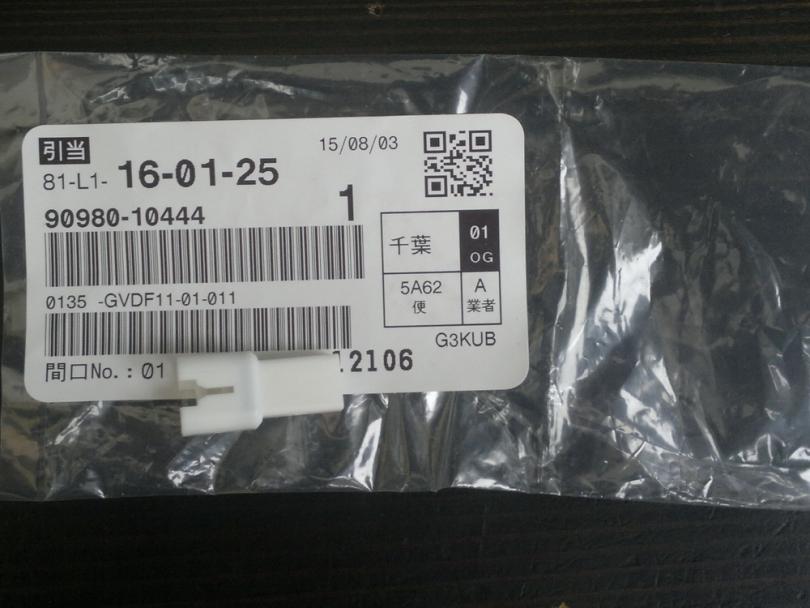 引当
15/08/03
81-L1- 16-01-25
90980-10444
1
千葉
01
OG
0135 -GVDF11-01-011
5A62
便
A
業者
G3KUB
間口No.: 01
12106